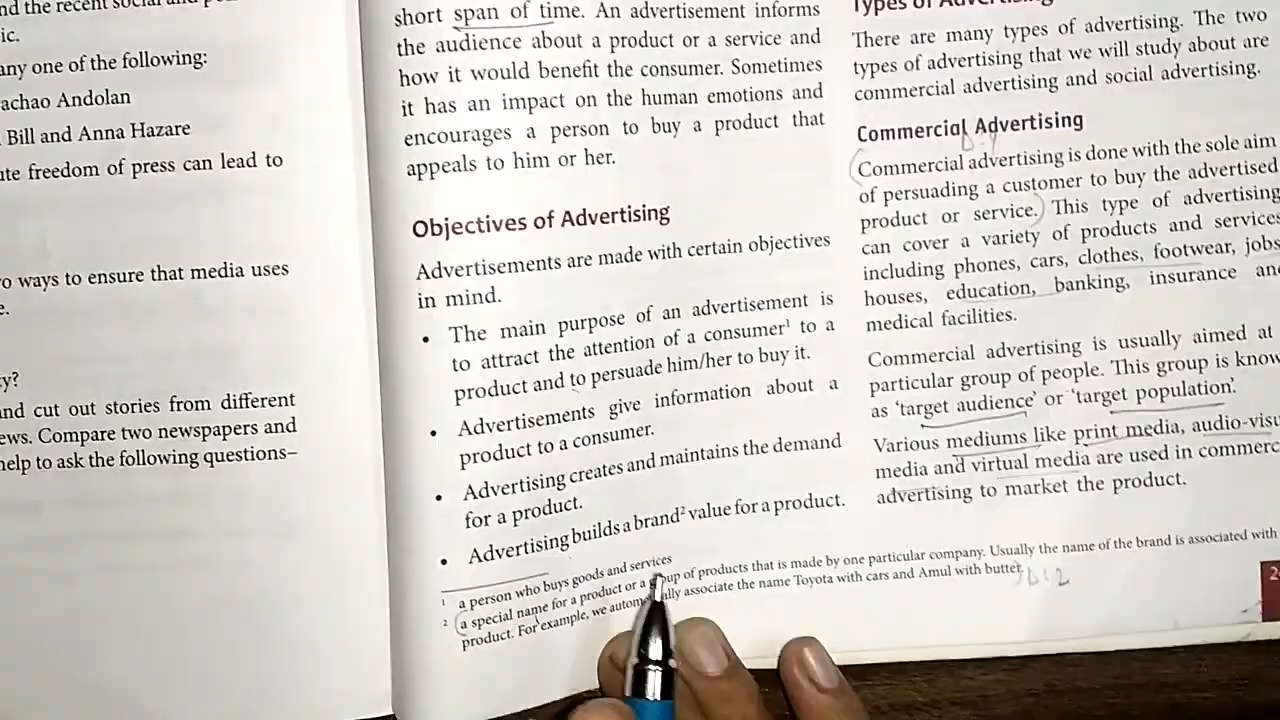 nd the recent social and
ic.
any one of the following:
achao Andolan
Bill and Anna Hazare
te freedom of press can lead to
o ways to ensure that media uses
e.
y?
and cut out stories from different
ews. Compare two newspapers and
help to ask the following questions–
short span of time. An advertisement informs
the audience about a product or a service and
how it would benefit the consumer. Sometimes
it has an impact on the human emotions and
encourages a person to buy a product that
appeals to him or her.
Objectives of Advertising
Advertisements are made with certain objectives
in mind.
• The main purpose of an advertisement is
to attract the attention of a consumer¹ to a
product and to persuade him/her to buy it.
• Advertisements give information about a
product to a consumer.
• Advertising creates and maintains the demand
for a product.
• Advertising builds a brand² value for a product.
¹ a person who buys goods and services
² a special name for a product or a group of products that is made by one particular company. Usually the name of the brand is associated with
product. For example, we automatically associate the name Toyota with cars and Amul with butter.
Types of Advertising
There are many types of advertising. The two
types of advertising that we will study about are
commercial advertising and social advertising.
Commercial Advertising
Commercial advertising is done with the sole aim
of persuading a customer to buy the advertised
product or service. This type of advertising
can cover a variety of products and services
including phones, cars, clothes, footwear, jobs
houses, education, banking, insurance an
medical facilities.
Commercial advertising is usually aimed at
particular group of people. This group is know
as 'target audience' or 'target population'.
Various mediums like print media, audio-visu
media and virtual media are used in commerc
advertising to market the product.
2